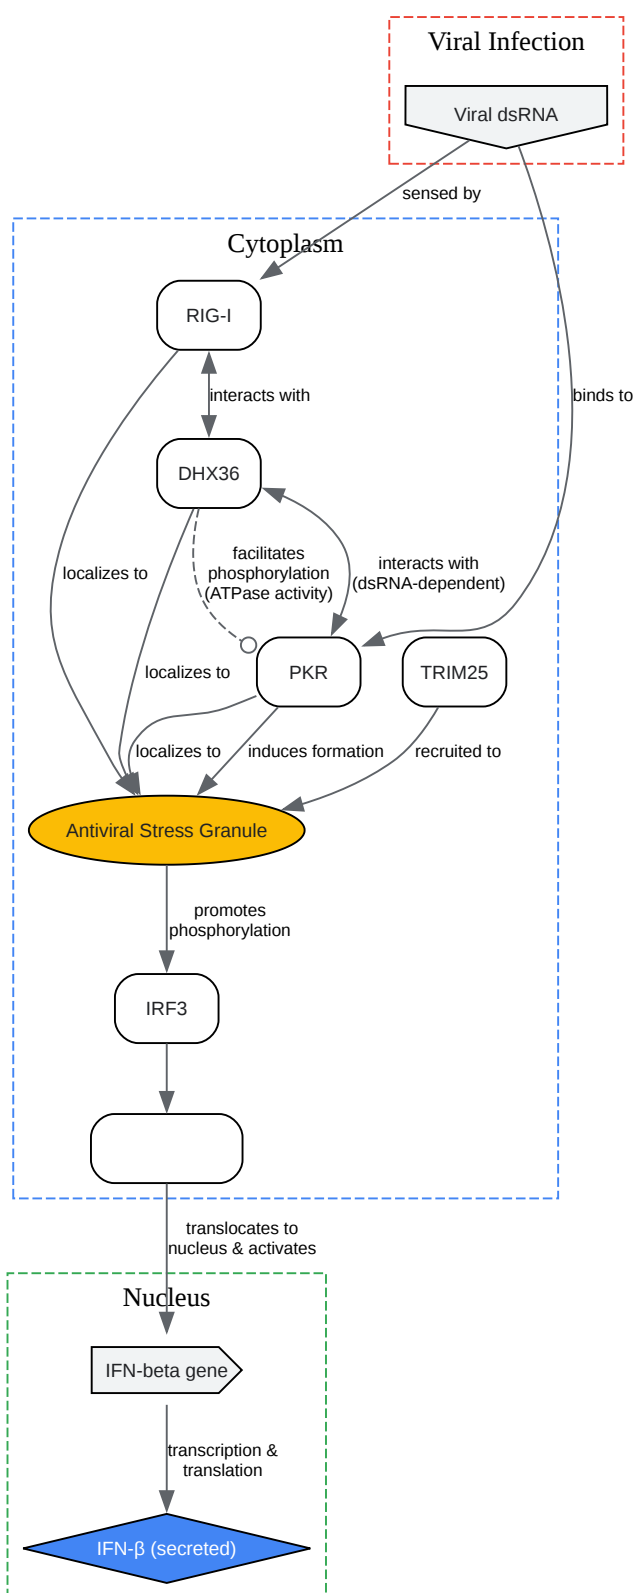 Viral Infection
Viral dsRNA
sensed by
Cytoplasm
RIG-I
interacts with
binds to
DHX36
facilitates
phosphorylation
(ATPase activity)
interacts with
(dsRNA-dependent)
localizes to
localizes to
PKR
TRIM25
localizes to
induces formation
recruited to
Antiviral Stress Granule
promotes
phosphorylation
IRF3
translocates to
nucleus & activates
Nucleus
IFN-beta gene
transcription &
translation
IFN-β (secreted)